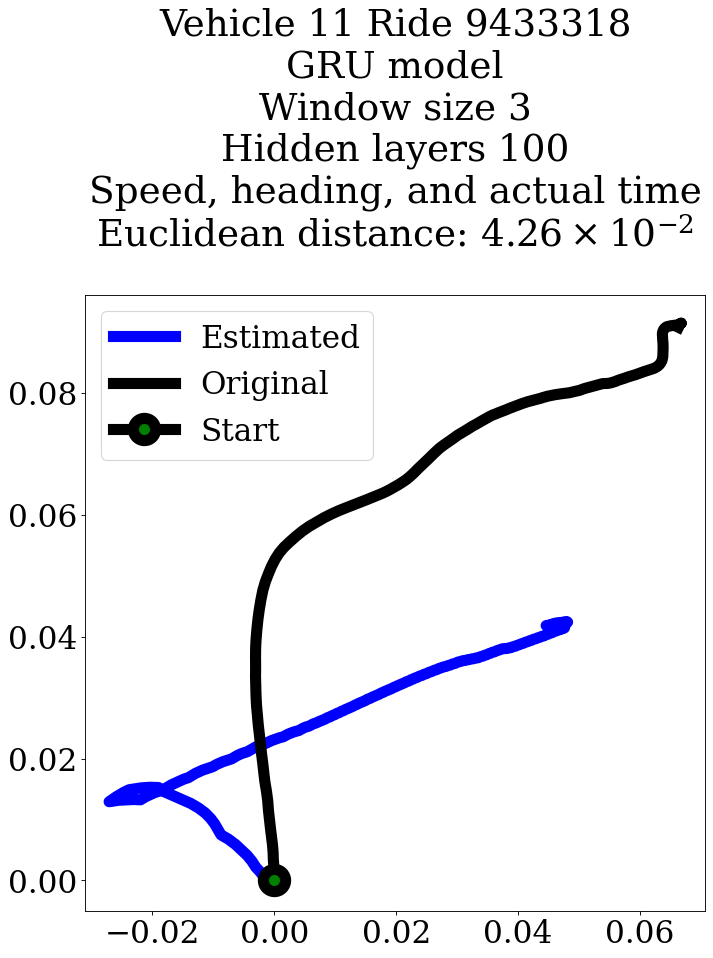 Vehicle 11 Ride 9433318
GRU model
Window size 3
Hidden layers 100
Speed, heading, and actual time
Euclidean distance: 4.26 × 10⁻²
Estimated
Original
Start
0.08
0.06
0.04
0.02
0.00
−0.02 0.00 0.02 0.04 0.06